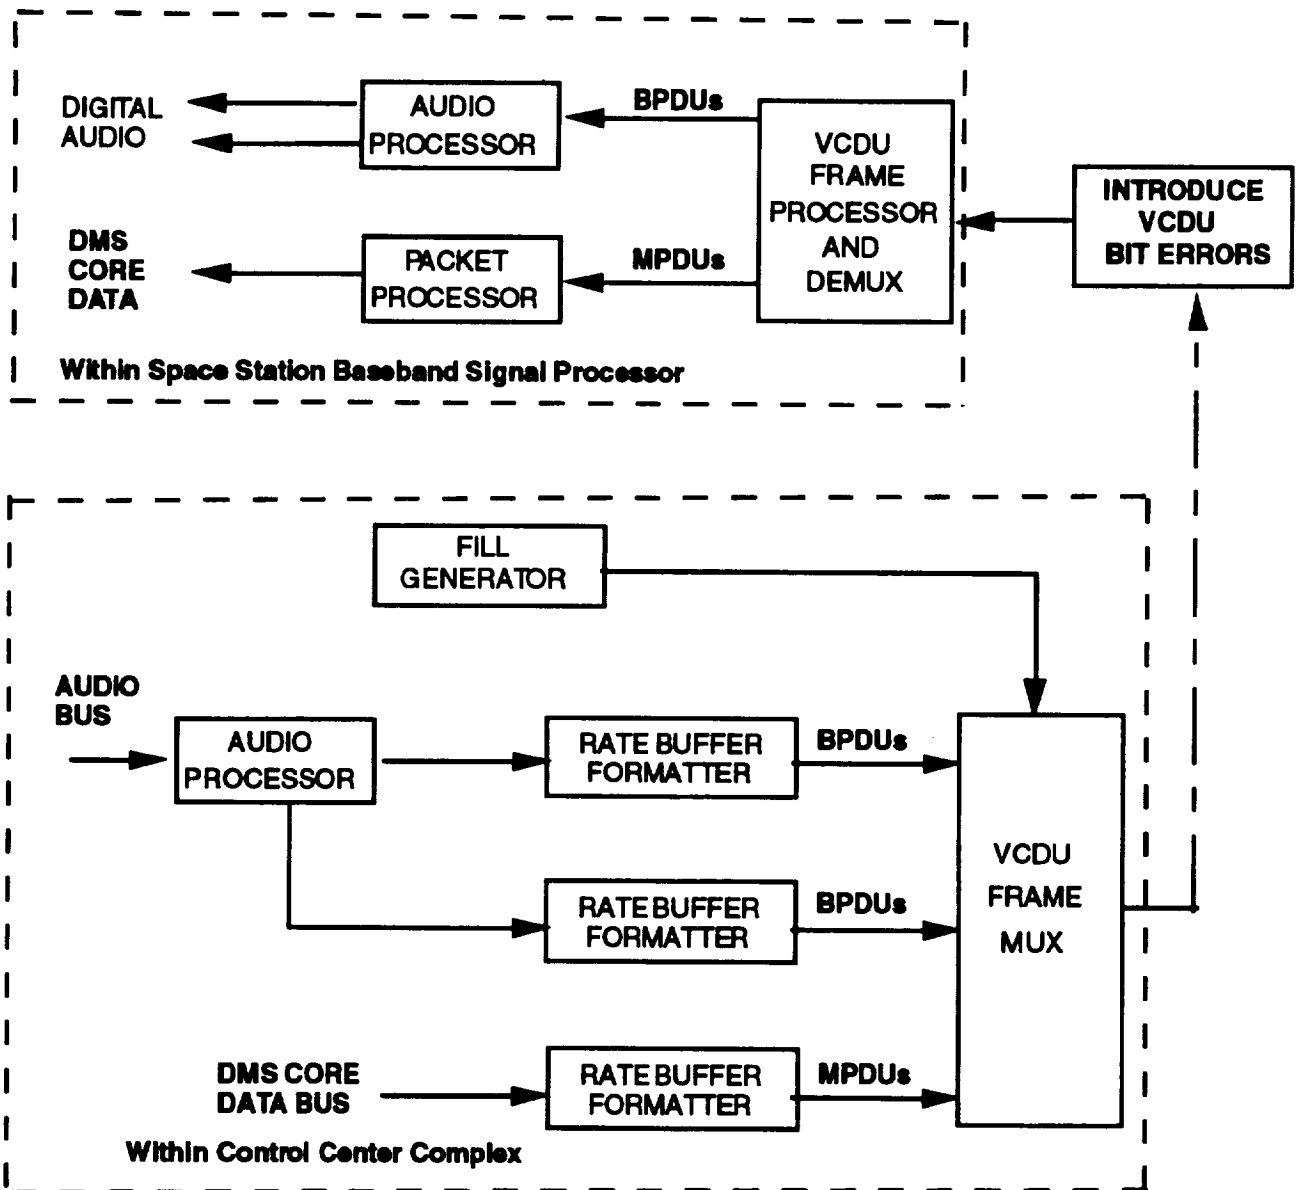 DIGITAL
AUDIO
AUDIO
PROCESSOR
BPDUs
VCDU
FRAME
PROCESSOR
AND
DEMUX
INTRODUCE
VCDU
BIT ERRORS
DMS
CORE
DATA
PACKET
PROCESSOR
MPDUs
Within Space Station Baseband Signal Processor
FILL
GENERATOR
AUDIO
BUS
AUDIO
PROCESSOR
RATE BUFFER
FORMATTER
BPDUs
VCDU
FRAME
MUX
RATE BUFFER
FORMATTER
BPDUs
DMS CORE
DATA BUS
RATE BUFFER
FORMATTER
MPDUs
Within Control Center Complex